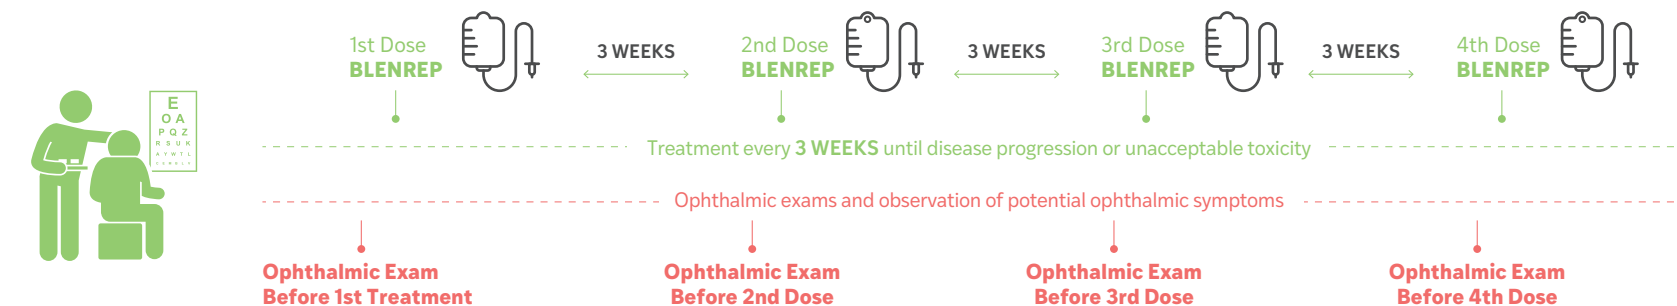 1st Dose
BLENREP
3 WEEKS
2nd Dose
BLENREP
3 WEEKS
3rd Dose
BLENREP
3 WEEKS
4th Dose
BLENREP
E
O A
P Q Z
R S U K
A Y W T L
Treatment every 3 WEEKS until disease progression or unacceptable toxicity
Ophthalmic exams and observation of potential ophthalmic symptoms
Ophthalmic Exam
Before 1st Treatment
Ophthalmic Exam
Before 2nd Dose
Ophthalmic Exam
Before 3rd Dose
Ophthalmic Exam
Before 4th Dose